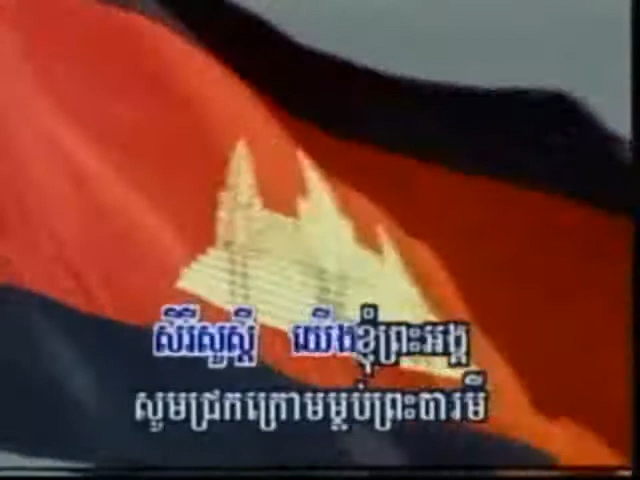 សិរីសួស្តី យើងខ្ញុំព្រះអង្គ
សូមជ្រកក្រោមម្លប់ព្រះបារមី